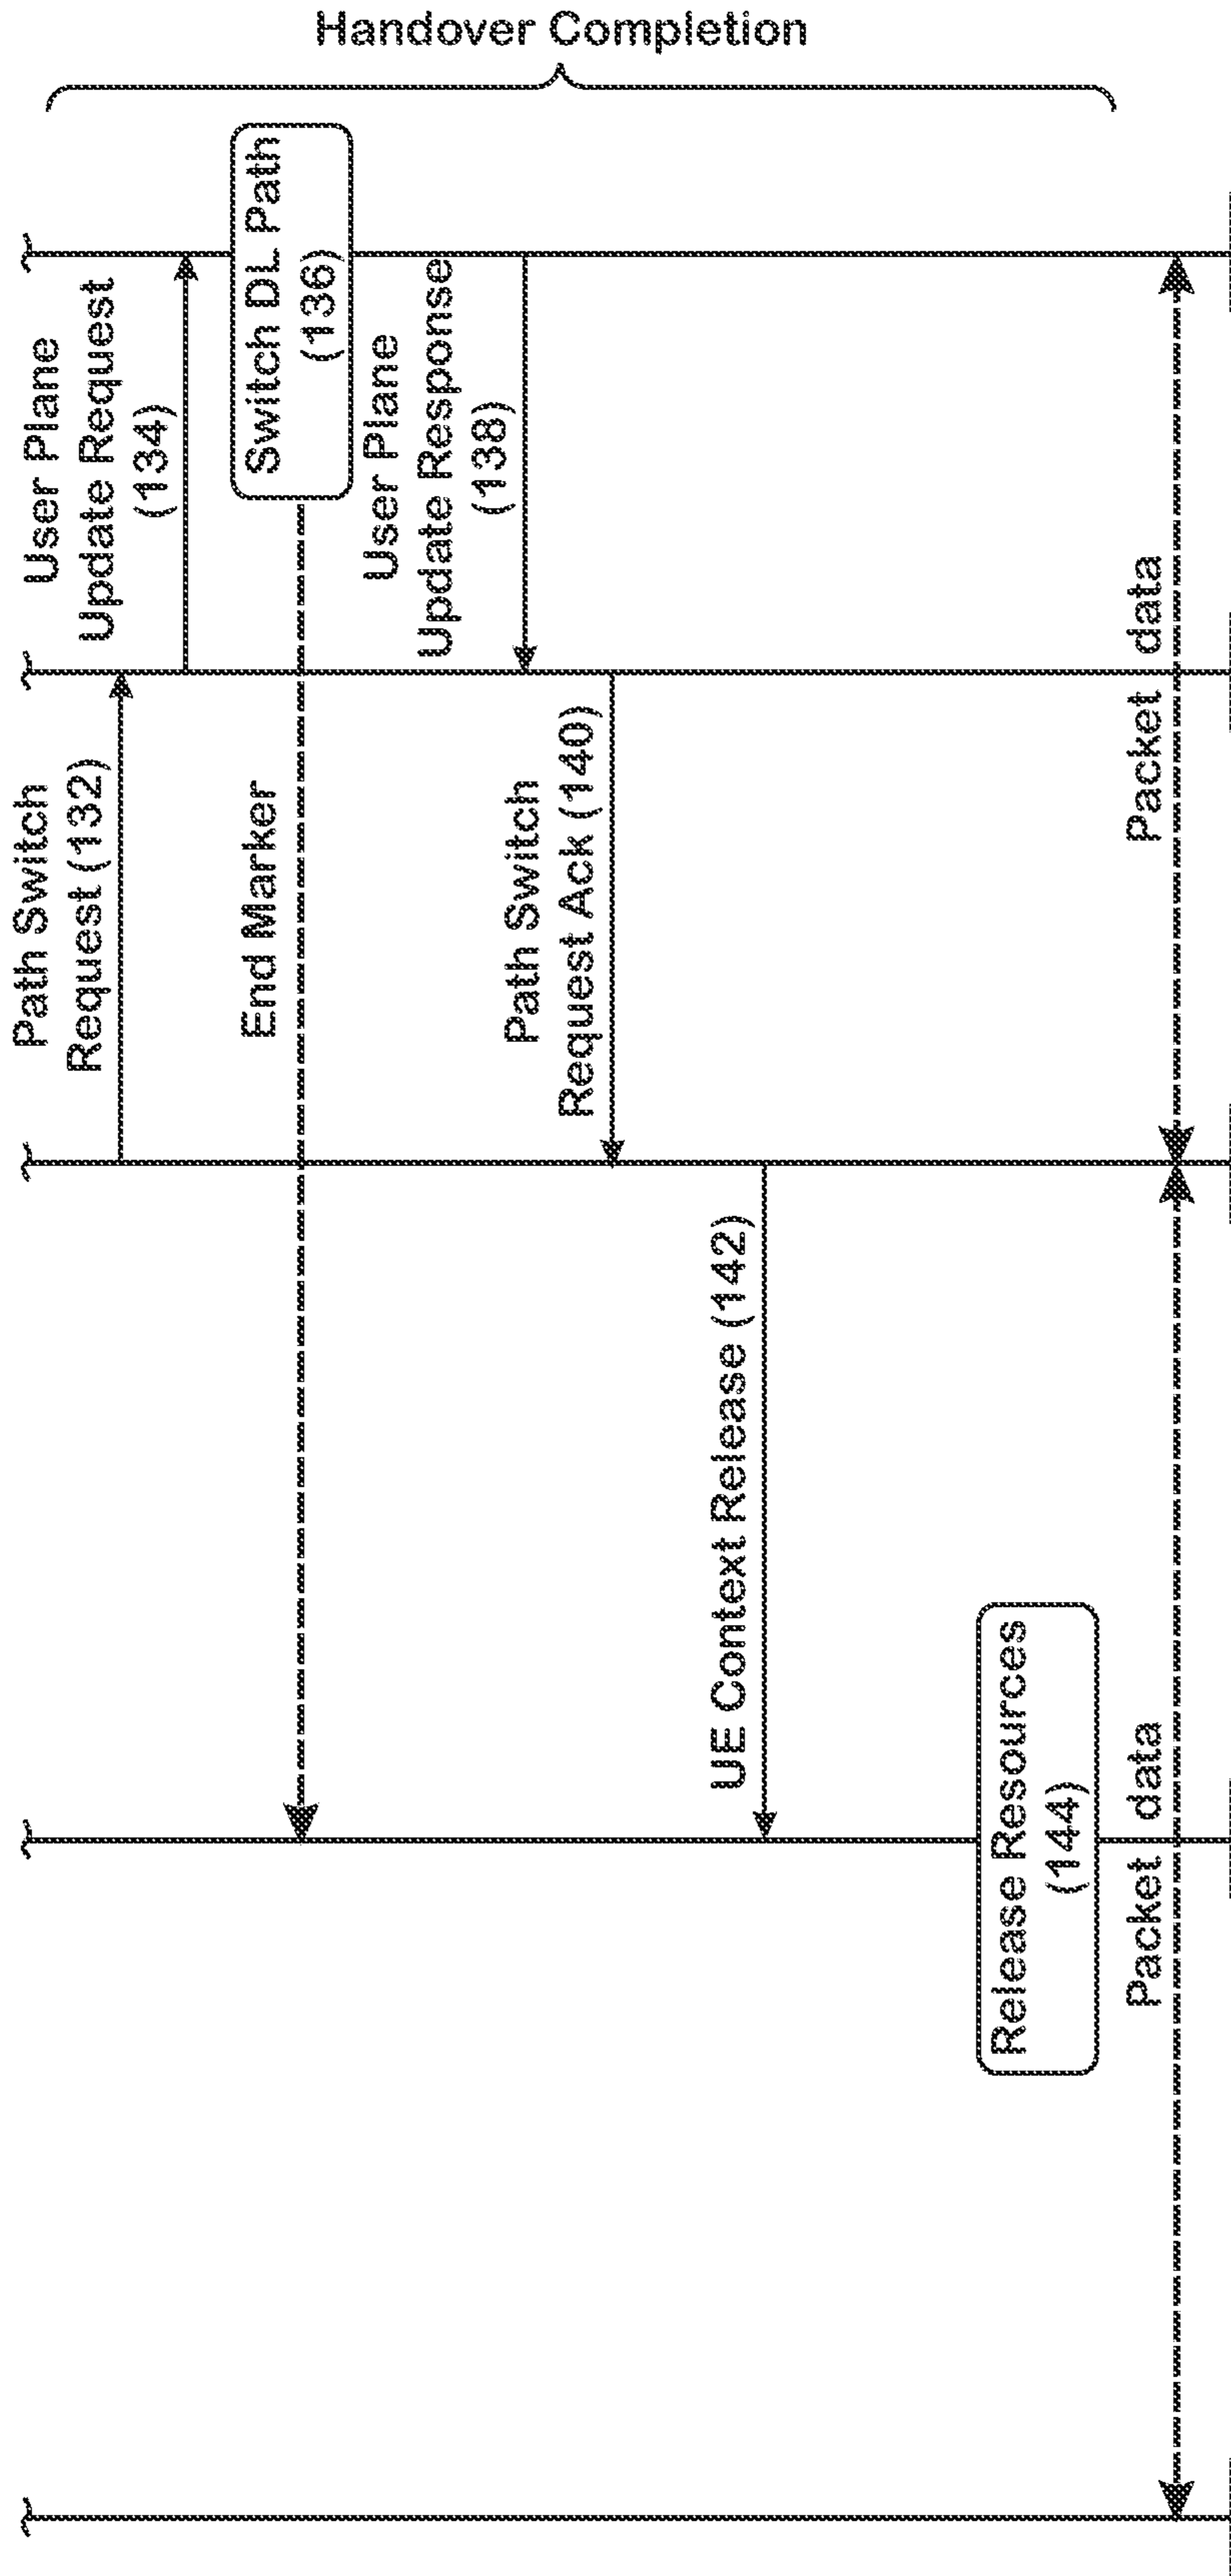 Handover Completion
Path Switch
Request (132)
User Plane
Update Request
(134)
Switch DL Path
(136)
End Marker
User Plane
Update Response
(138)
Path Switch
Request Ack (140)
UE Context Release (142)
Release Resources
(144)
Packet data
Packet data